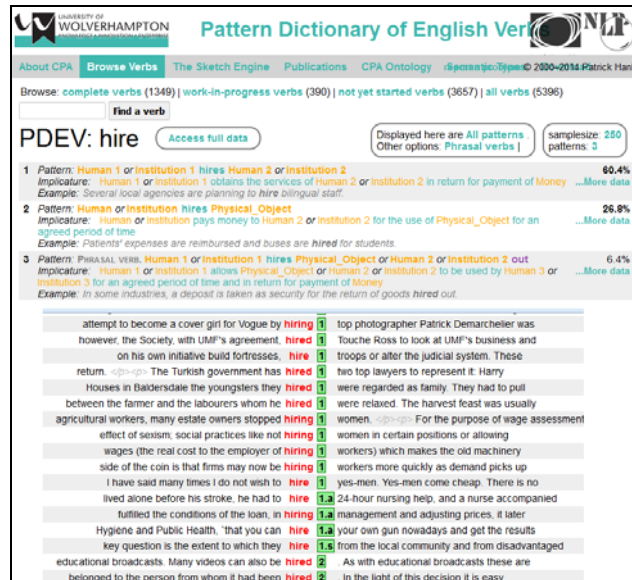 UNIVERSITY OF
WOLVERHAMPTON
Pattern Dictionary of English Verbs
NLP
About CPA Browse Verbs The Sketch Engine Publications CPA Ontology © 2000-2014 Patrick Han
Browse: complete verbs (1349) | work-in-progress verbs (390) | not yet started verbs (3657) | all verbs (5396)
Find a verb
PDEV: hire
Access full data
Displayed here are All patterns .
Other options: Phrasal verbs |
samplesize: 250
patterns: 3
1 Pattern: Human 1 or Institution 1 hires Human 2 or Institution 2 60.4%
Implicature: Human 1 or Institution 1 obtains the services of Human 2 or Institution 2 in return for payment of Money ...More data
Example: Several local agencies are planning to hire bilingual staff.
2 Pattern: Human or Institution hires Physical_Object 26.8%
Implicature: Human or Institution pays money to Human 2 or Institution 2 for the use of Physical_Object for an ...More data
agreed period of time
Example: Patients' expenses are reimbursed and buses are hired for students.
3 Pattern: PHRASAL VERB. Human 1 or Institution 1 hires Physical_Object or Human 2 or Institution 2 out 6.4%
Implicature: Human 1 or Institution 1 allows Physical_Object or Human 2 or Institution 2 to be used by Human 3 or ...More data
Institution 3 for an agreed period of time and in return for payment of Money
Example: In some industries, a deposit is taken as security for the return of goods hired out.
attempt to become a cover girl for Vogue by hiring 1 top photographer Patrick Demarchelier was
however, the Society, with UMF's agreement, hired 1 Touche Ross to look at UMF's business and
on his own initiative build fortresses, hire 1 troops or alter the judicial system. These
return. </p><p> The Turkish government has hired 1 two top lawyers to represent it: Harry
Houses in Baldersdale the youngsters they hired 1 were regarded as family. They had to pull
between the farmer and the labourers whom he hired 1 were relaxed. The harvest feast was usually
agricultural workers, many estate owners stopped hiring 1 women. </p><p> For the purpose of wage assessment
effect of sexism; social practices like not hiring 1 women in certain positions or allowing
wages (the real cost to the employer of hiring 1 workers) which makes the old machinery
side of the coin is that firms may now be hiring 1 workers more quickly as demand picks up
I have said many times I do not wish to hire 1 yes-men. Yes-men come cheap. There is no
lived alone before his stroke, he had to hire 1.a 24-hour nursing help, and a nurse accompanied
fulfilled the conditions of the loan, in hiring 1.a management and adjusting prices, it later
Hygiene and Public Health, `that you can hire 1.a your own gun nowadays and get the results
key question is the extent to which they hire 1.s from the local community and from disadvantaged
educational broadcasts. Many videos can also be hired 2 . As with educational broadcasts these are
belonged to the person from whom it had been hired 2 . In the light of this decision it is easy